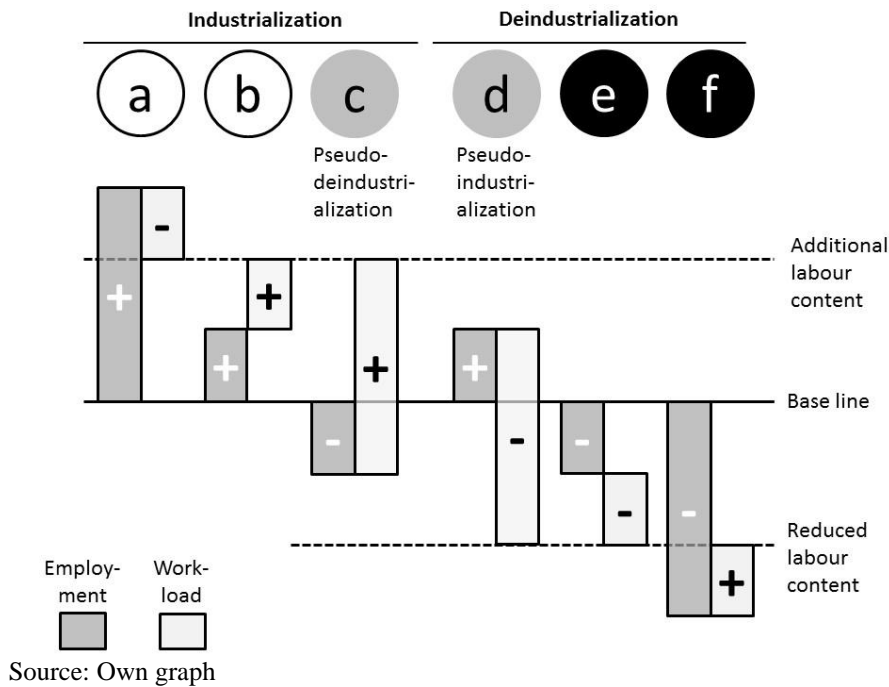 Industrialization
Deindustrialization
a
b
c
d
e
f
Pseudo-
deindustri-
alization
Pseudo-
industri-
alization
-
+
+
+
-
+
+
-
-
-
-
+
Additional
labour
content
Base line
Reduced
labour
content
Employ-
ment
Work-
load
Source: Own graph